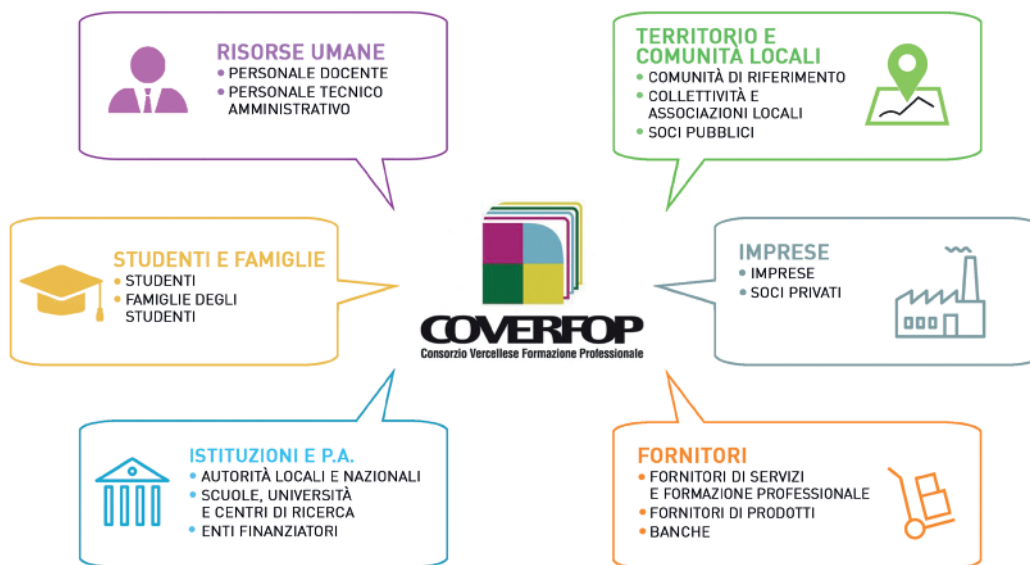 RISORSE UMANE
• PERSONALE DOCENTE
• PERSONALE TECNICO
AMMINISTRATIVO
TERRITORIO E
COMUNITÀ LOCALI
• COMUNITÀ DI RIFERIMENTO
• COLLETTIVITÀ E
ASSOCIAZIONI LOCALI
• SOCI PUBBLICI
STUDENTI E FAMIGLIE
• STUDENTI
• FAMIGLIE DEGLI
STUDENTI
COVERFOP
Consorzio Vercellese Formazione Professionale
IMPRESE
• IMPRESE
• SOCI PRIVATI
ISTITUZIONI E P.A.
• AUTORITÀ LOCALI E NAZIONALI
• SCUOLE, UNIVERSITÀ
E CENTRI DI RICERCA
• ENTI FINANZIATORI
FORNITORI
• FORNITORI DI SERVIZI
E FORMAZIONE PROFESSIONALE
• FORNITORI DI PRODOTTI
• BANCHE